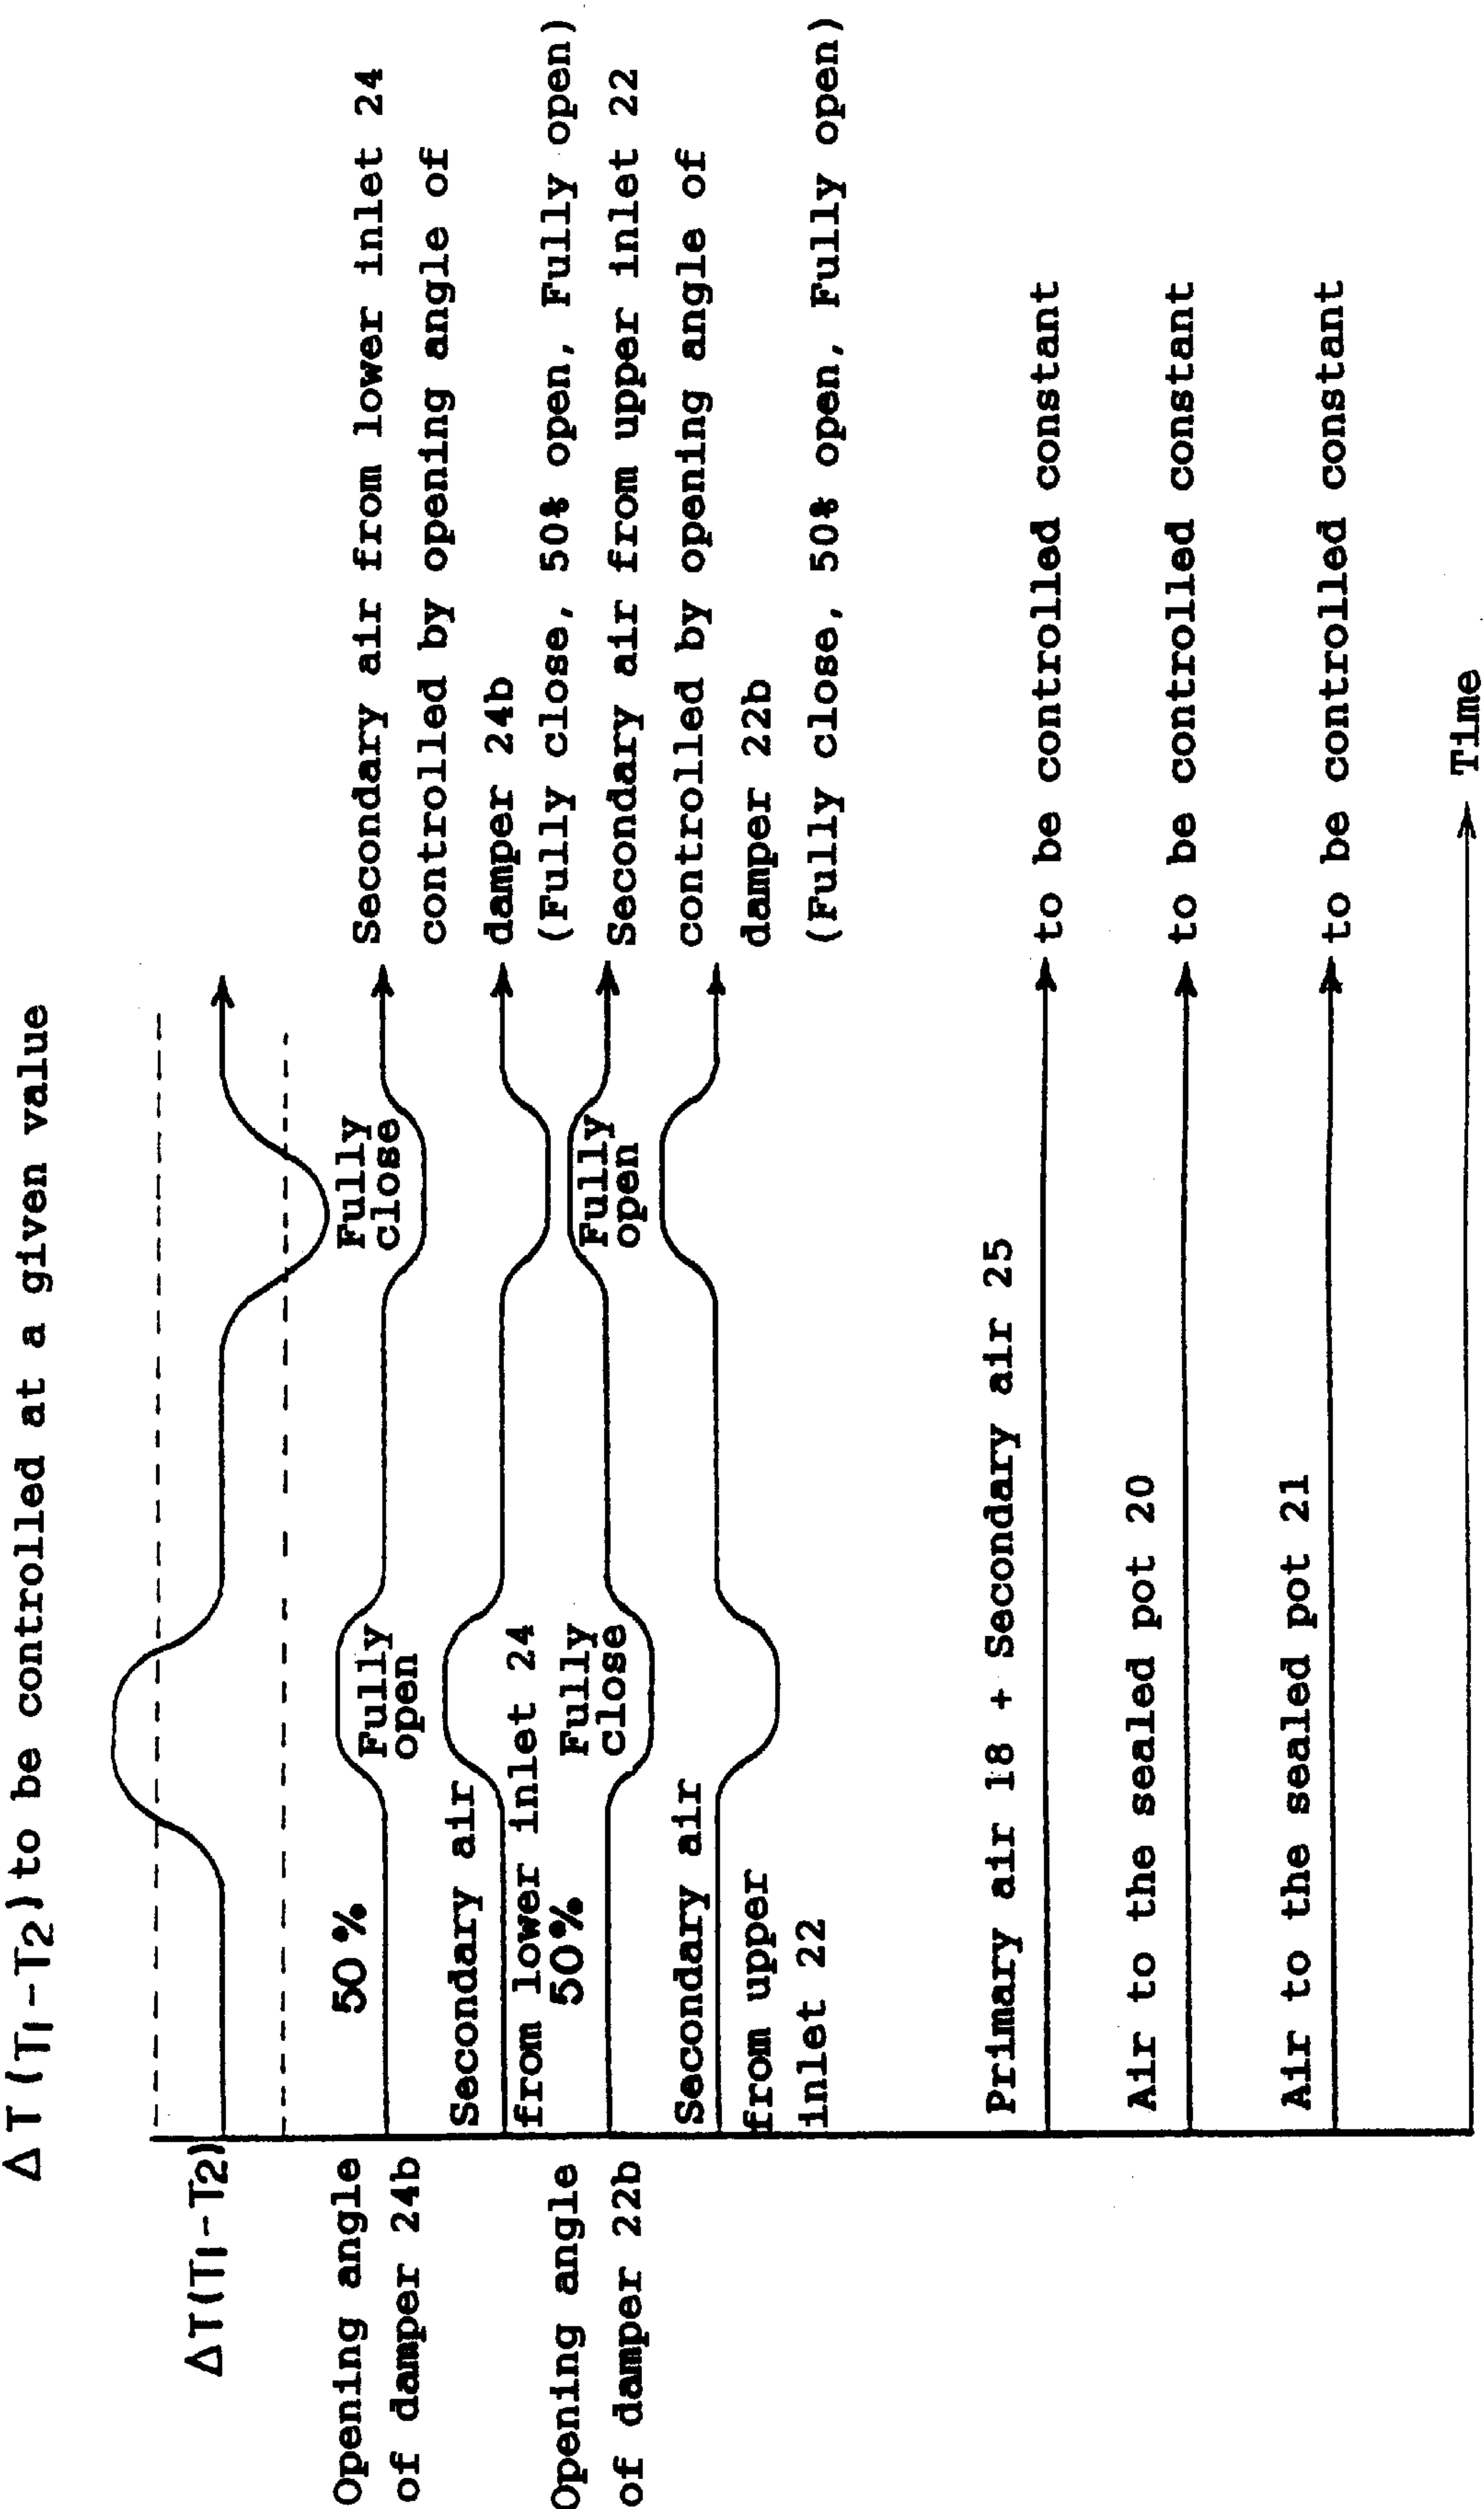 ΔT (T1-T2) to be controlled at a given value
ΔT(T1-T2)
Opening angle
of damper 24b
50%
Fully
open
Fully
close
Secondary air from lower inlet 24
controlled by opening angle of
damper 24b
(Fully close, 50% open, Fully open)
Secondary air
from lower inlet 24
Opening angle
of damper 22b
50%
Fully
close
Fully
open
Secondary air from upper inlet 22
controlled by opening angle of
damper 22b
(Fully close, 50% open, Fully open)
Secondary air
from upper
inlet 22
Primary air 18 + Secondary air 25
to be controlled constant
Air to the sealed pot 20
to be controlled constant
Air to the sealed pot 21
to be controlled constant
Time